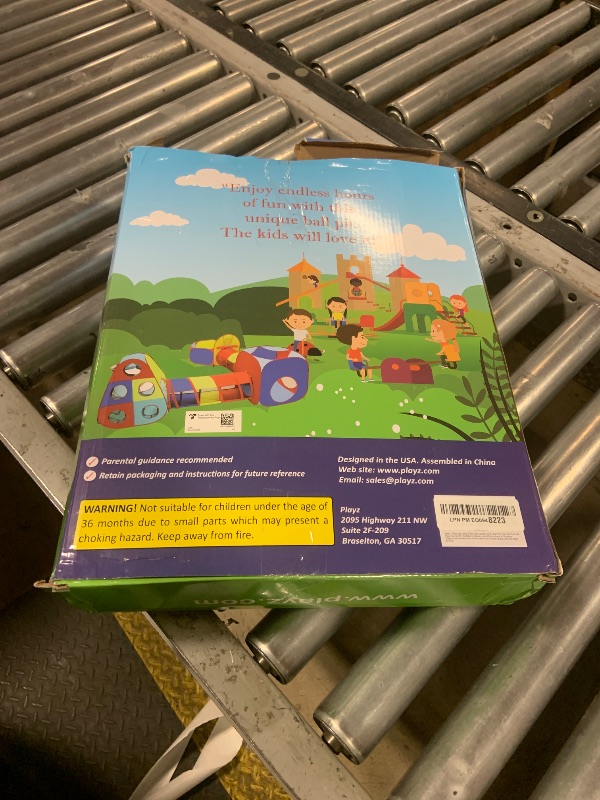 "Enjoy endless hours
of fun with this
unique ball pit
The kids will love
Parental guidance recommended
Retain packaging and instructions for future reference
Designed in the USA. Assembled in China
Web site: www.playz.com
Email: sales@playz.com
WARNING! Not suitable for children under the age of
36 months due to small parts which may present a
choking hazard. Keep away from fire.
Playz
2095 Highway 211 NW
Suite 2F-209
Braselton, GA 30517
8223
www.playz.com